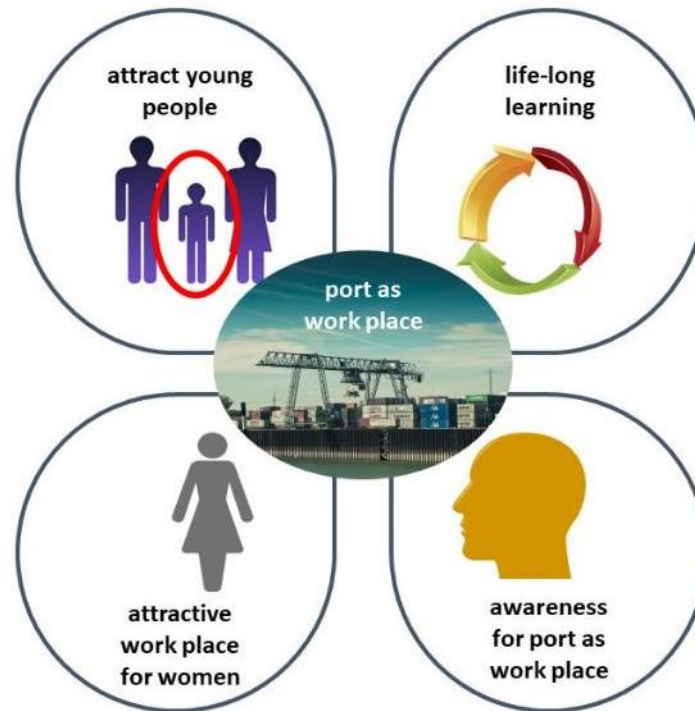 attract young
people
life-long
learning
port as
work place
attractive
work place
for women
awareness
for port as
work place